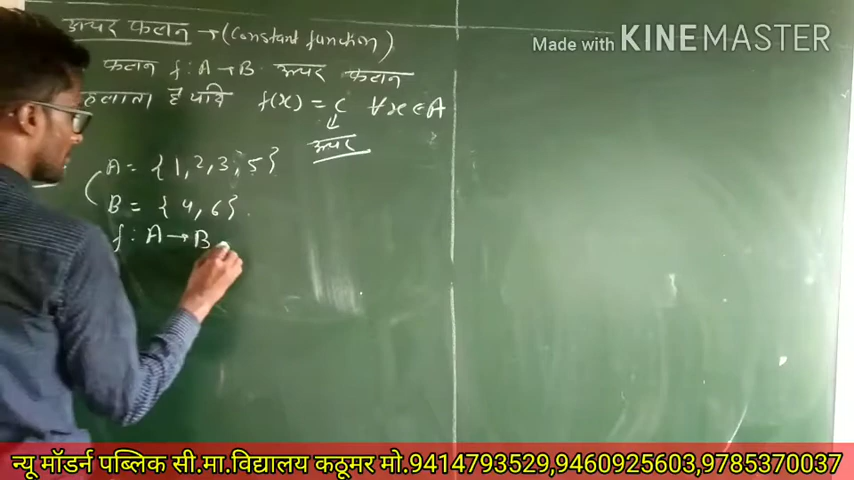 अचर फलन → (Constant function)
Made with KINEMASTER
फलन f : A → B अचर फलन
कहलाता है यदि f(x) = c ∀ x ∈ A
⇓
अचर
A = { 1, 2, 3, 5 }
B = { 4, 6 }.
f : A → B
न्यू मॉडर्न पब्लिक सी.मा.विद्यालय कठूमर मो.9414793529,9460925603,9785370037